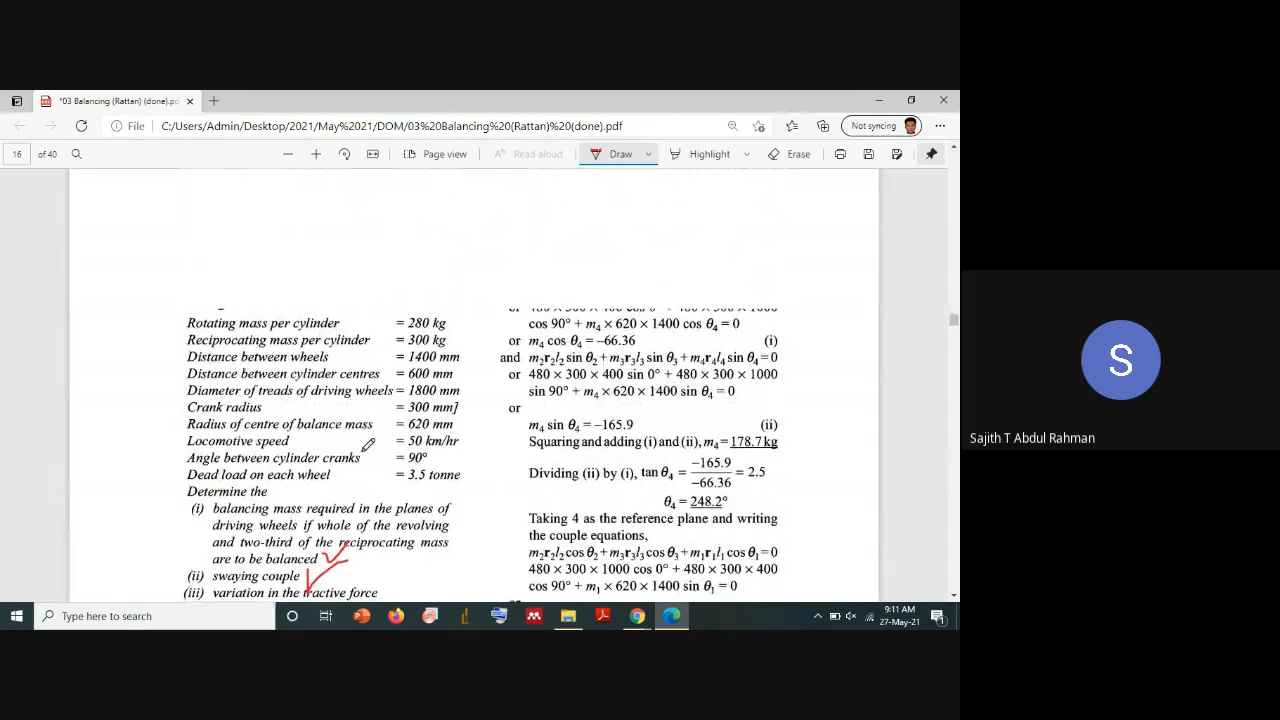 *03 Balancing (Rattan) (done).pd
File
C:/Users/Admin/Desktop/2021/May%2021/DOM/03%20Balancing%20(Rattan)%20(done).pdf
Not syncing
16 of 40
Page view
Read aloud
Draw
Highlight
Erase
Rotating mass per cylinder = 280 kg
Reciprocating mass per cylinder = 300 kg
Distance between wheels = 1400 mm
Distance between cylinder centres = 600 mm
Diameter of treads of driving wheels = 1800 mm
Crank radius = 300 mm]
Radius of centre of balance mass = 620 mm
Locomotive speed = 50 km/hr
Angle between cylinder cranks = 90°
Dead load on each wheel = 3.5 tonne
Determine the
(i) balancing mass required in the planes of
driving wheels if whole of the revolving
and two-third of the reciprocating mass
are to be balanced
(ii) swaying couple
(iii) variation in the tractive force
cos 90° + m₄ × 620 × 1400 cos θ₄ = 0
or m₄ cos θ₄ = –66.36 (i)
and m₂r₂l₂ sin θ₂ + m₃r₃l₃ sin θ₃ + m₄r₄l₄ sin θ₄ = 0
or 480 × 300 × 400 sin 0° + 480 × 300 × 1000
sin 90° + m₄ × 620 × 1400 sin θ₄ = 0
or
m₄ sin θ₄ = –165.9 (ii)
Squaring and adding (i) and (ii), m₄ = 178.7 kg
Dividing (ii) by (i), tan θ₄ = –165.9 / –66.36 = 2.5
θ₄ = 248.2°
Taking 4 as the reference plane and writing
the couple equations,
m₂r₂l₂ cos θ₂ + m₃r₃l₃ cos θ₃ + m₁r₁l₁ cos θ₁ = 0
480 × 300 × 1000 cos 0° + 480 × 300 × 400
cos 90° + m₁ × 620 × 1400 sin θ₁ = 0
Type here to search
9:11 AM
27-May-21
S
Sajith T Abdul Rahman